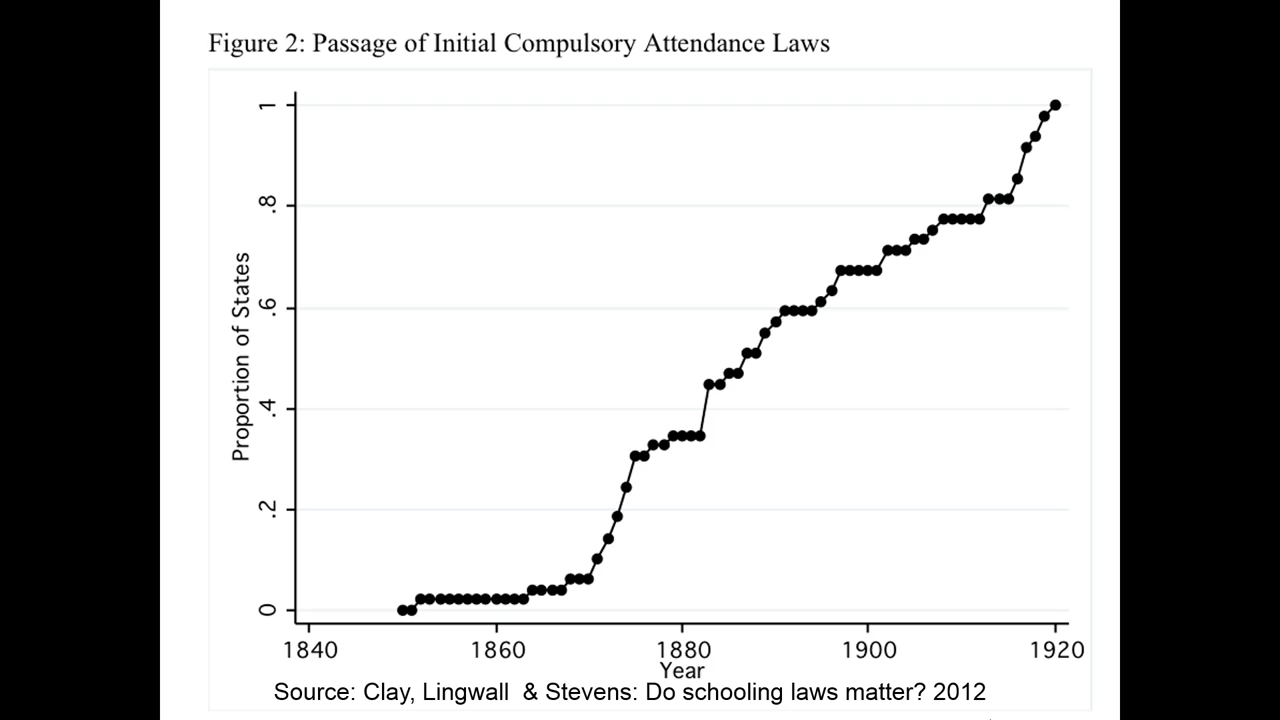 Figure 2: Passage of Initial Compulsory Attendance Laws
1
.8
.6
.4
.2
0
Proportion of States
1840 1860 1880 1900 1920
Year
Source: Clay, Lingwall & Stevens: Do schooling laws matter? 2012